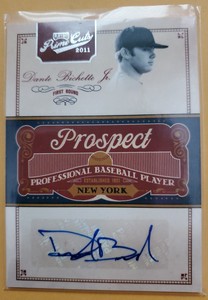 Prime Cuts
2011
Dante Bichette Jr.
FIRST ROUND
Prospect
PROFESSIONAL BASEBALL PLAYER
NEW YORK